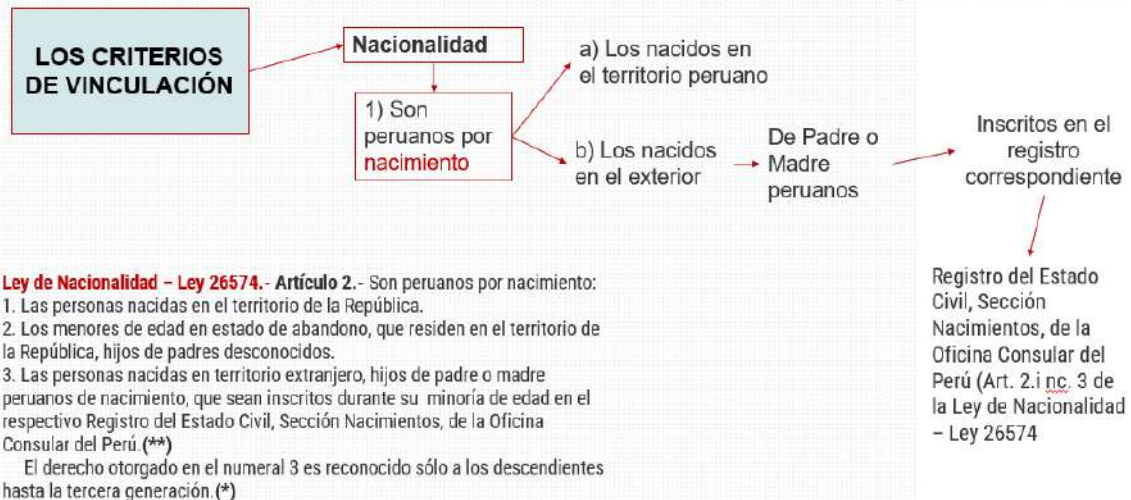 LOS CRITERIOS
DE VINCULACIÓN
Nacionalidad
1) Son
peruanos por
nacimiento
a) Los nacidos en
el territorio peruano
b) Los nacidos
en el exterior
De Padre o
Madre
peruanos
Inscritos en el
registro
correspondiente
Registro del Estado
Civil, Sección
Nacimientos, de la
Oficina Consular del
Perú (Art. 2.i nc. 3 de
la Ley de Nacionalidad
– Ley 26574
Ley de Nacionalidad – Ley 26574.- Artículo 2.- Son peruanos por nacimiento:
1. Las personas nacidas en el territorio de la República.
2. Los menores de edad en estado de abandono, que residen en el territorio de
la República, hijos de padres desconocidos.
3. Las personas nacidas en territorio extranjero, hijos de padre o madre
peruanos de nacimiento, que sean inscritos durante su minoría de edad en el
respectivo Registro del Estado Civil, Sección Nacimientos, de la Oficina
Consular del Perú.(**)
El derecho otorgado en el numeral 3 es reconocido sólo a los descendientes
hasta la tercera generación.(*)